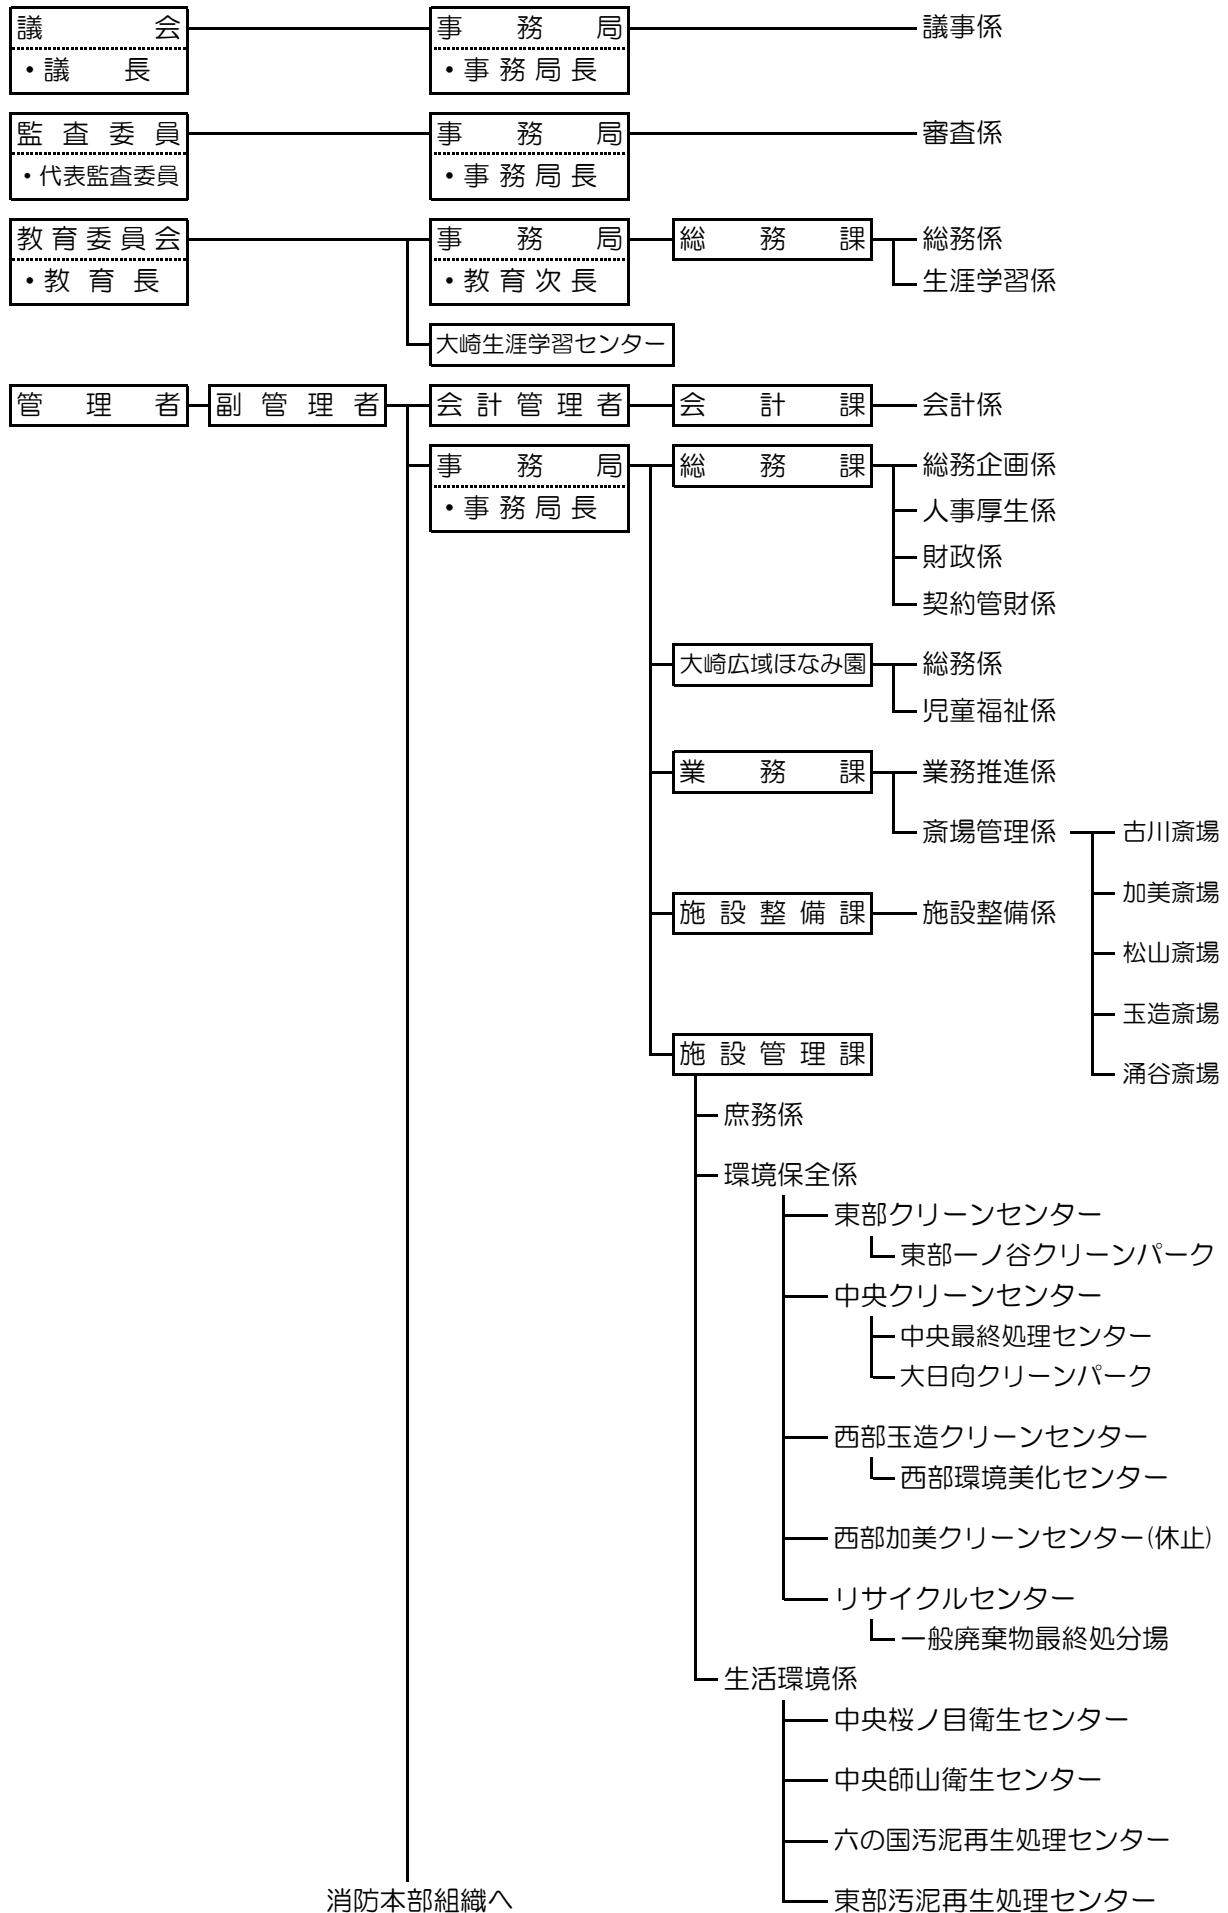 議会 事務局 議事係
・議長 ・事務局長
監査委員 事務局 審査係
・代表監査委員 ・事務局長
教育委員会 事務局 総務課 総務係
・教育長 ・教育次長 生涯学習係
大崎生涯学習センター
管理者 副管理者 会計管理者 会計課 会計係
事務局 総務課 総務企画係
・事務局長 人事厚生係
財政係
契約管財係
大崎広域ほなみ園 総務係
児童福祉係
業務課 業務推進係
斎場管理係 古川斎場
加美斎場
施設整備課 施設整備係
松山斎場
玉造斎場
施設管理課
涌谷斎場
庶務係
環境保全係
東部クリーンセンター
東部一ノ谷クリーンパーク
中央クリーンセンター
中央最終処理センター
大日向クリーンパーク
西部玉造クリーンセンター
西部環境美化センター
西部加美クリーンセンター(休止)
リサイクルセンター
一般廃棄物最終処分場
生活環境係
中央桜ノ目衛生センター
中央師山衛生センター
六の国汚泥再生処理センター
消防本部組織へ 東部汚泥再生処理センター